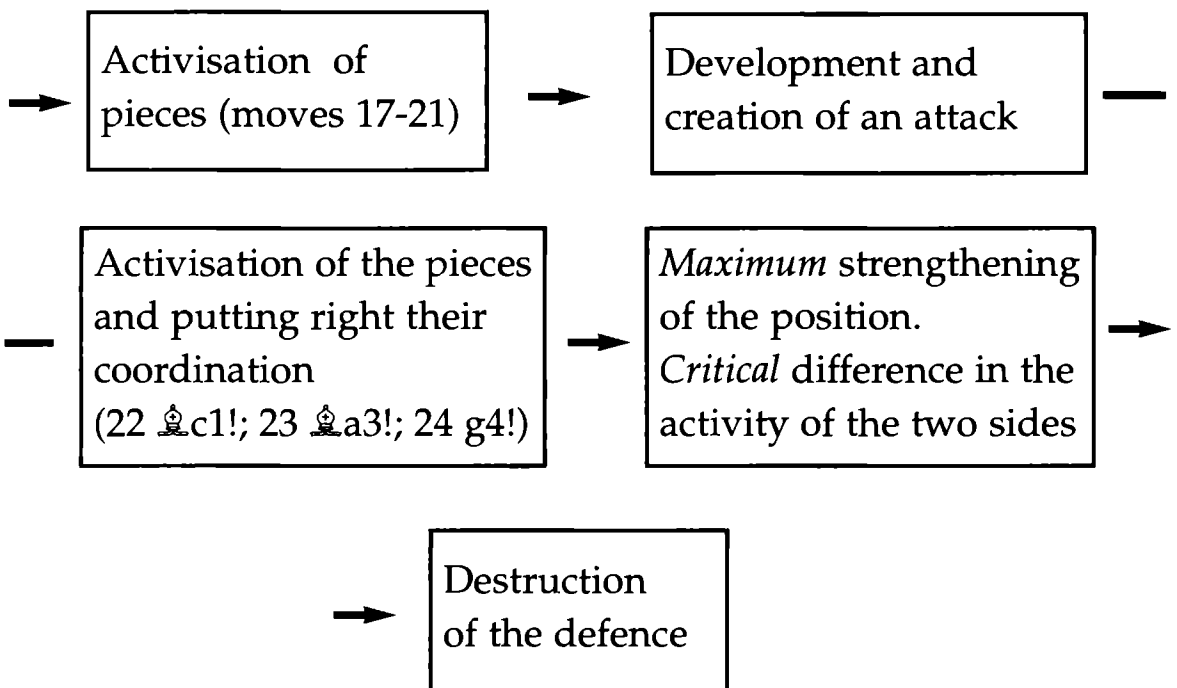 Activisation of
pieces (moves 17-21)
Development and
creation of an attack
Activisation of the pieces
and putting right their
coordination
(22 ♗c1!; 23 ♗a3!; 24 g4!)
Maximum strengthening
of the position.
Critical difference in the
activity of the two sides
Destruction
of the defence